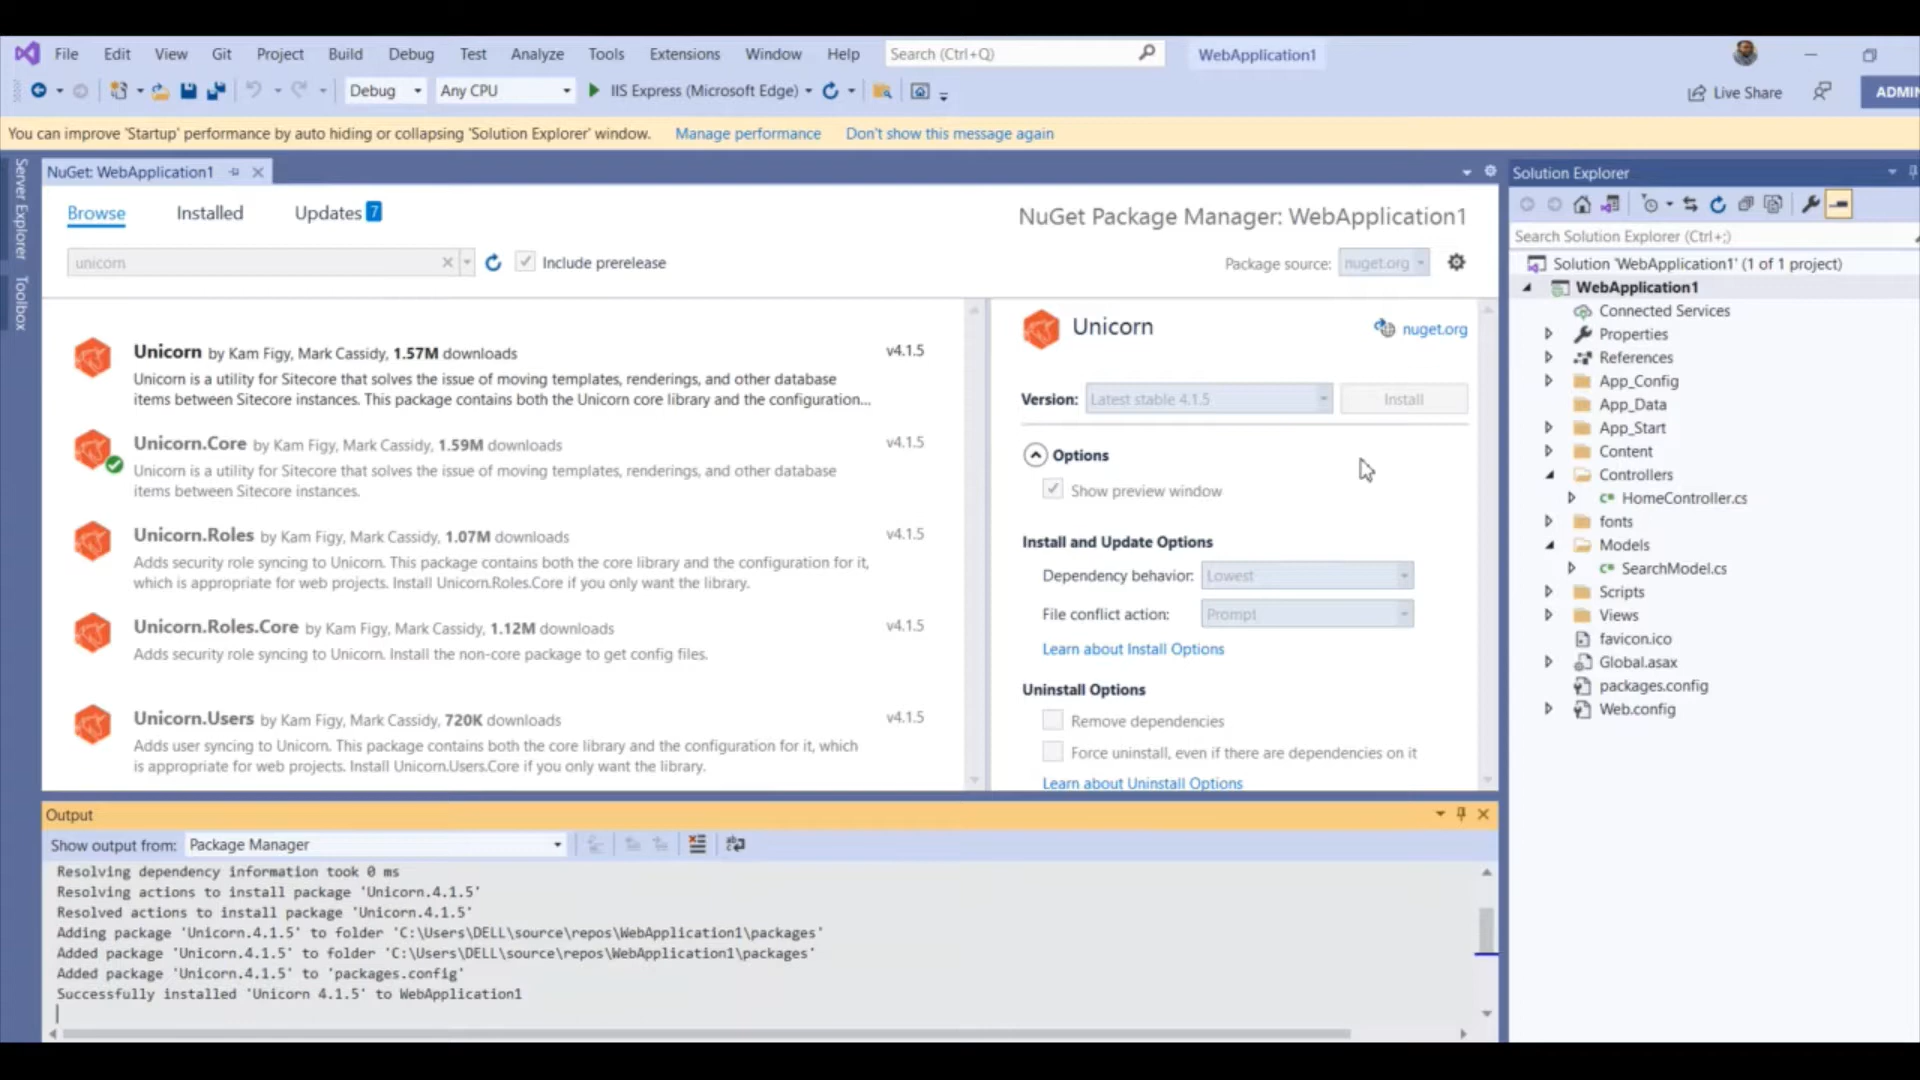 File Edit View Git Project Build Debug Test Analyze Tools Extensions Window Help Search (Ctrl+Q) WebApplication1
Debug Any CPU IIS Express (Microsoft Edge) Live Share ADMIN
You can improve 'Startup' performance by auto hiding or collapsing 'Solution Explorer' window. Manage performance Don't show this message again
Server Explorer
Toolbox
NuGet: WebApplication1
Browse Installed Updates 7
NuGet Package Manager: WebApplication1
unicorn Include prerelease
Package source: nuget.org
Unicorn by Kam Figy, Mark Cassidy, 1.57M downloads v4.1.5
Unicorn is a utility for Sitecore that solves the issue of moving templates, renderings, and other database
items between Sitecore instances. This package contains both the Unicorn core library and the configuration...
Unicorn.Core by Kam Figy, Mark Cassidy, 1.59M downloads v4.1.5
Unicorn is a utility for Sitecore that solves the issue of moving templates, renderings, and other database
items between Sitecore instances.
Unicorn.Roles by Kam Figy, Mark Cassidy, 1.07M downloads v4.1.5
Adds security role syncing to Unicorn. This package contains both the core library and the configuration for it,
which is appropriate for web projects. Install Unicorn.Roles.Core if you only want the library.
Unicorn.Roles.Core by Kam Figy, Mark Cassidy, 1.12M downloads v4.1.5
Adds security role syncing to Unicorn. Install the non-core package to get config files.
Unicorn.Users by Kam Figy, Mark Cassidy, 720K downloads v4.1.5
Adds user syncing to Unicorn. This package contains both the core library and the configuration for it, which
is appropriate for web projects. Install Unicorn.Users.Core if you only want the library.
Unicorn nuget.org
Version: Latest stable 4.1.5 Install
Options
Show preview window
Install and Update Options
Dependency behavior: Lowest
File conflict action: Prompt
Learn about Install Options
Uninstall Options
Remove dependencies
Force uninstall, even if there are dependencies on it
Learn about Uninstall Options
Output
Show output from: Package Manager
Resolving dependency information took 0 ms
Resolving actions to install package 'Unicorn.4.1.5'
Resolved actions to install package 'Unicorn.4.1.5'
Adding package 'Unicorn.4.1.5' to folder 'C:\Users\DELL\source\repos\WebApplication1\packages'
Added package 'Unicorn.4.1.5' to folder 'C:\Users\DELL\source\repos\WebApplication1\packages'
Added package 'Unicorn.4.1.5' to 'packages.config'
Successfully installed 'Unicorn 4.1.5' to WebApplication1
Solution Explorer
Search Solution Explorer (Ctrl+;)
Solution 'WebApplication1' (1 of 1 project)
WebApplication1
Connected Services
Properties
References
App_Config
App_Data
App_Start
Content
Controllers
C# HomeController.cs
fonts
Models
C# SearchModel.cs
Scripts
Views
favicon.ico
Global.asax
packages.config
Web.config